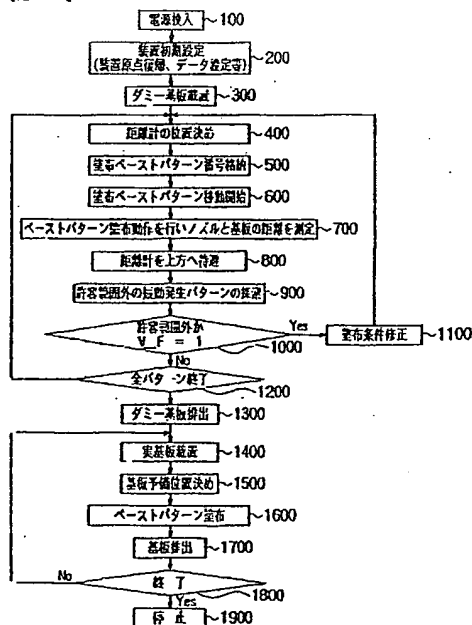 電源投入 100
装置初期設定
(装置原点復帰、データ設定等) 200
ダミー基板載置 300
距離計の位置決め 400
塗布ペーストパターン番号格納 500
塗布ペーストパターン移動開始 600
ペーストパターン塗布動作を行いノズルと基板の距離を測定 700
距離計を上方へ待避 800
許容範囲外の振動発生パターンの探索 900
許容範囲外か
V_F = 1 1000
Yes
塗布条件修正 1100
No
全パターン終了 1200
ダミー基板排出 1300
実基板載置 1400
基板予備位置決め 1500
ペーストパターン塗布 1600
基板排出 1700
No
終了 1800
Yes
停止 1900